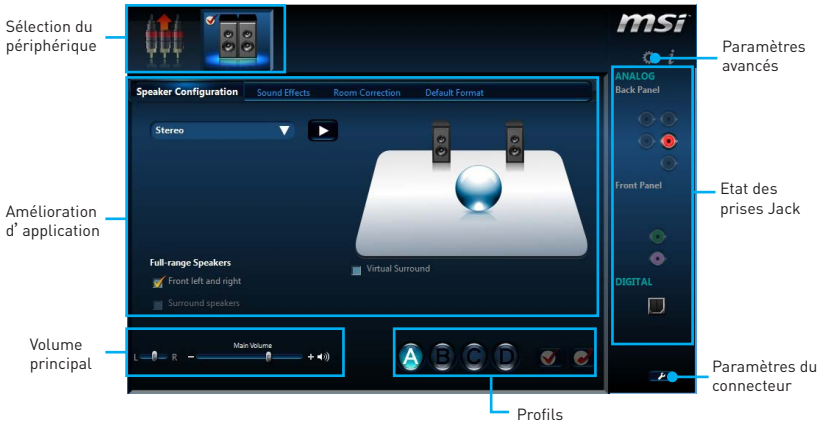 Sélection du
périphérique
msi
Paramètres
avancés
ANALOG
Back Panel
Speaker Configuration
Sound Effects
Room Correction
Default Format
Stereo
Front Panel
Etat des
prises Jack
Amélioration
d'application
Full-range Speakers
Front left and right
Virtual Surround
Surround speakers
DIGITAL
Volume
principal
Main Volume
L R - +
A B C D
Paramètres du
connecteur
Profils